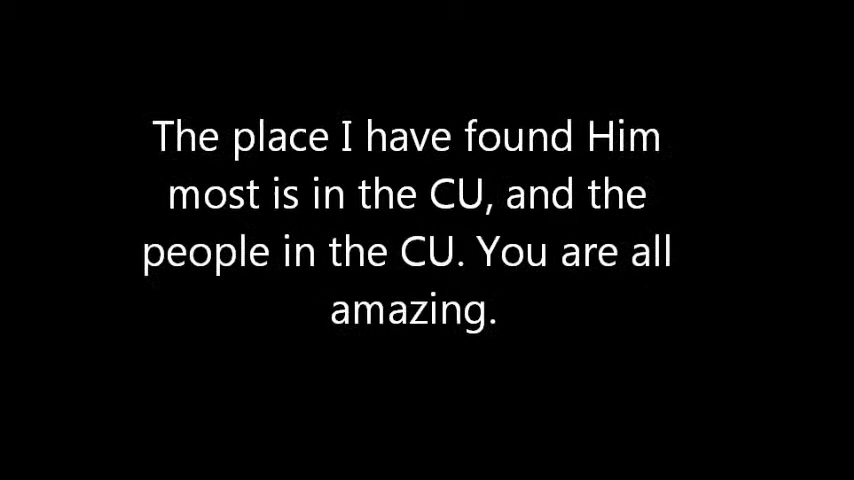 The place I have found Him
most is in the CU, and the
people in the CU. You are all
amazing.